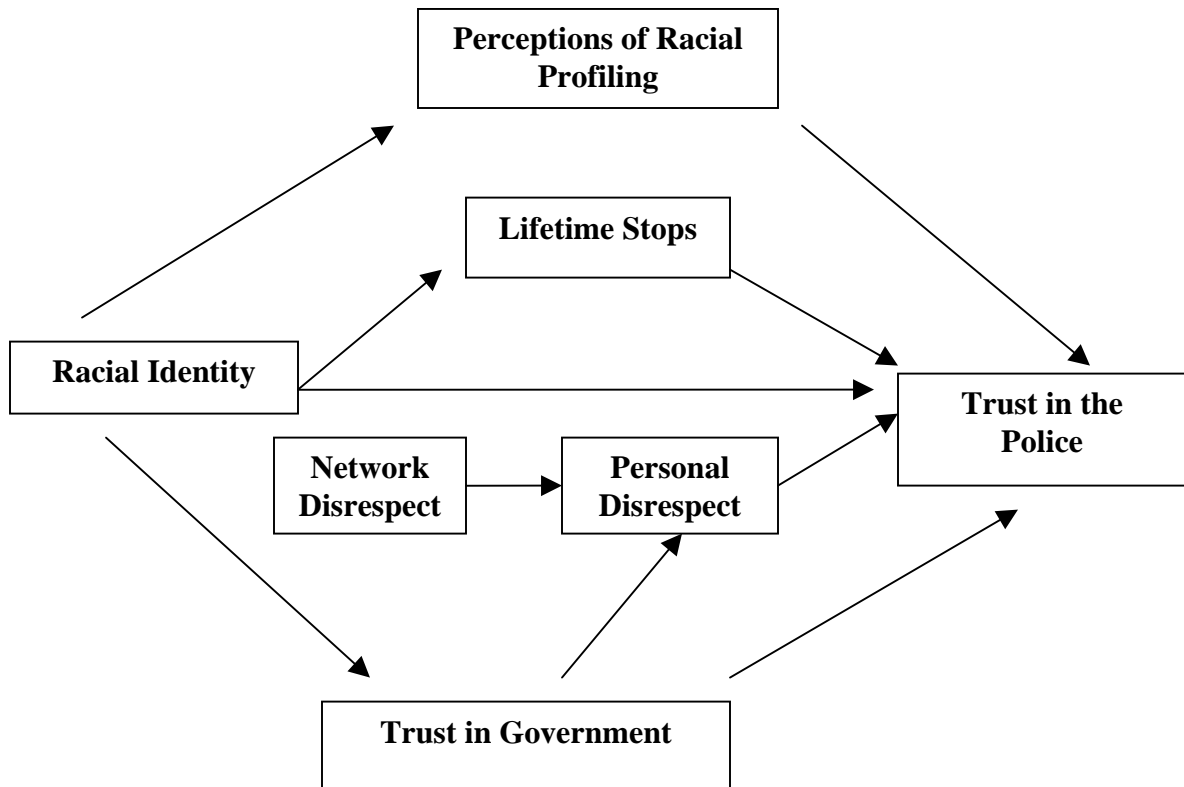 Perceptions of Racial
Profiling
Lifetime Stops
Racial Identity
Trust in the
Police
Network
Disrespect
Personal
Disrespect
Trust in Government